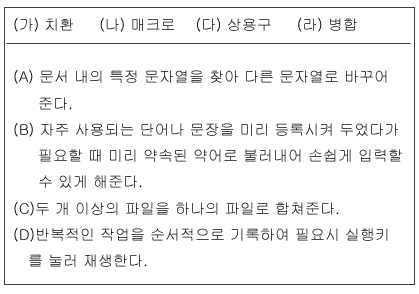 (가) 치환 (나) 매크로 (다) 상용구 (라) 병합
(A) 문서 내의 특정 문자열을 찾아 다른 문자열로 바꾸어
준다.
(B) 자주 사용되는 단어나 문장을 미리 등록시켜 두었다가
필요할 때 미리 약속된 약어로 불러내어 손쉽게 입력할
수 있게 해준다.
(C)두 개 이상의 파일을 하나의 파일로 합쳐준다.
(D)반복적인 작업을 순서적으로 기록하여 필요시 실행키
를 눌러 재생한다.